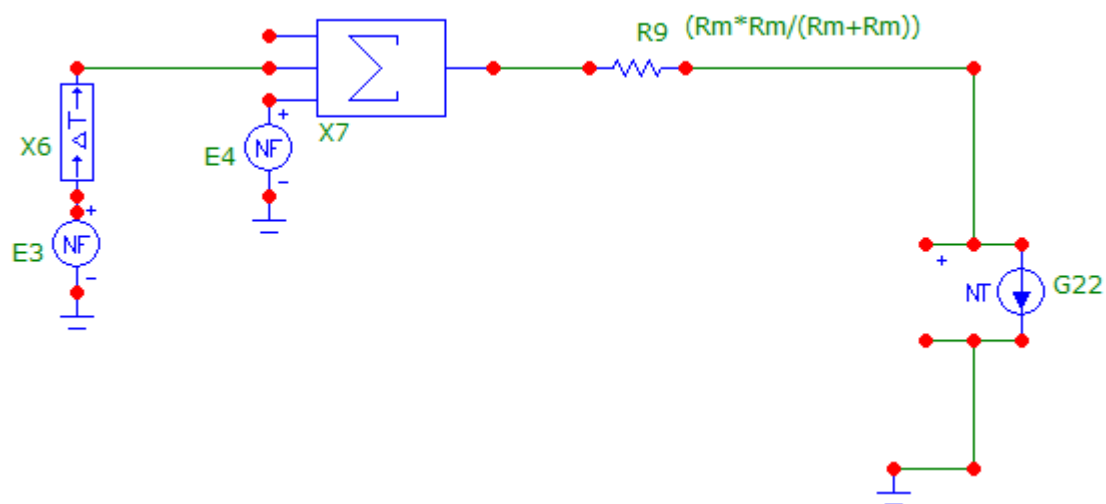 R9 (Rm*Rm/(Rm+Rm))
Σ
X7
X6
ΔT
E4
NF
+
-
E3
NF
+
-
+
NT
G22